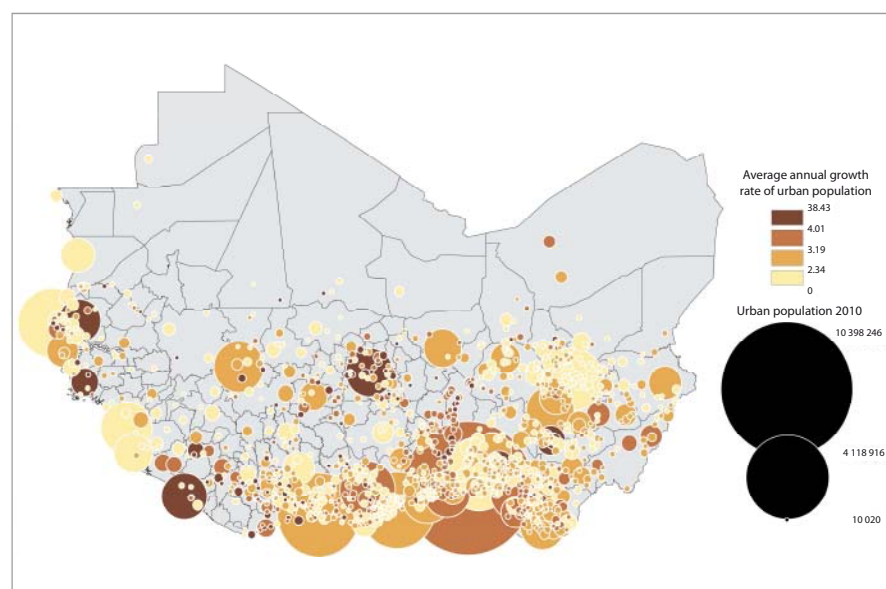 Average annual growth
rate of urban population
38.43
4.01
3.19
2.34
0
Urban population 2010
10 398 246
4 118 916
10 020